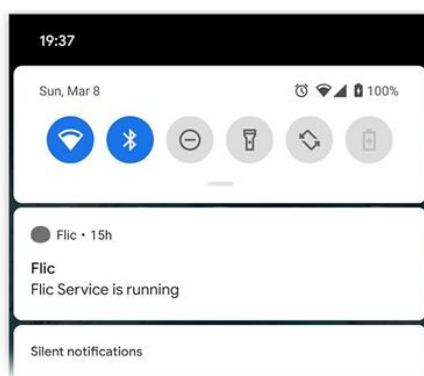 19:37
Sun, Mar 8 100%
Flic • 15h
Flic
Flic Service is running
Silent notifications